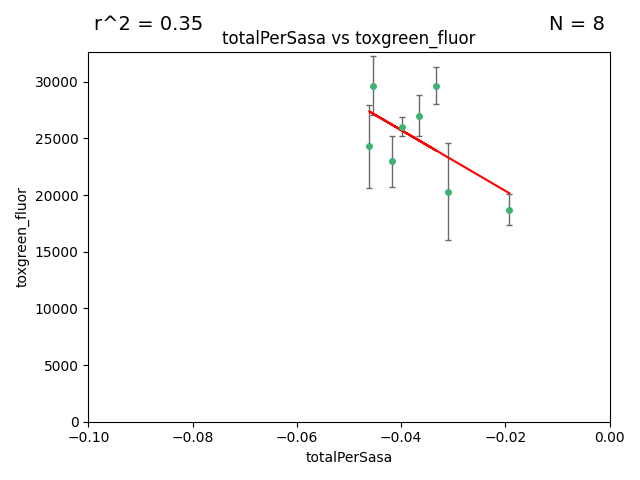 r^2 = 0.35
N = 8
totalPerSasa vs toxgreen_fluor
toxgreen_fluor
30000
25000
20000
15000
10000
5000
0
−0.10
−0.08
−0.06
−0.04
−0.02
0.00
totalPerSasa